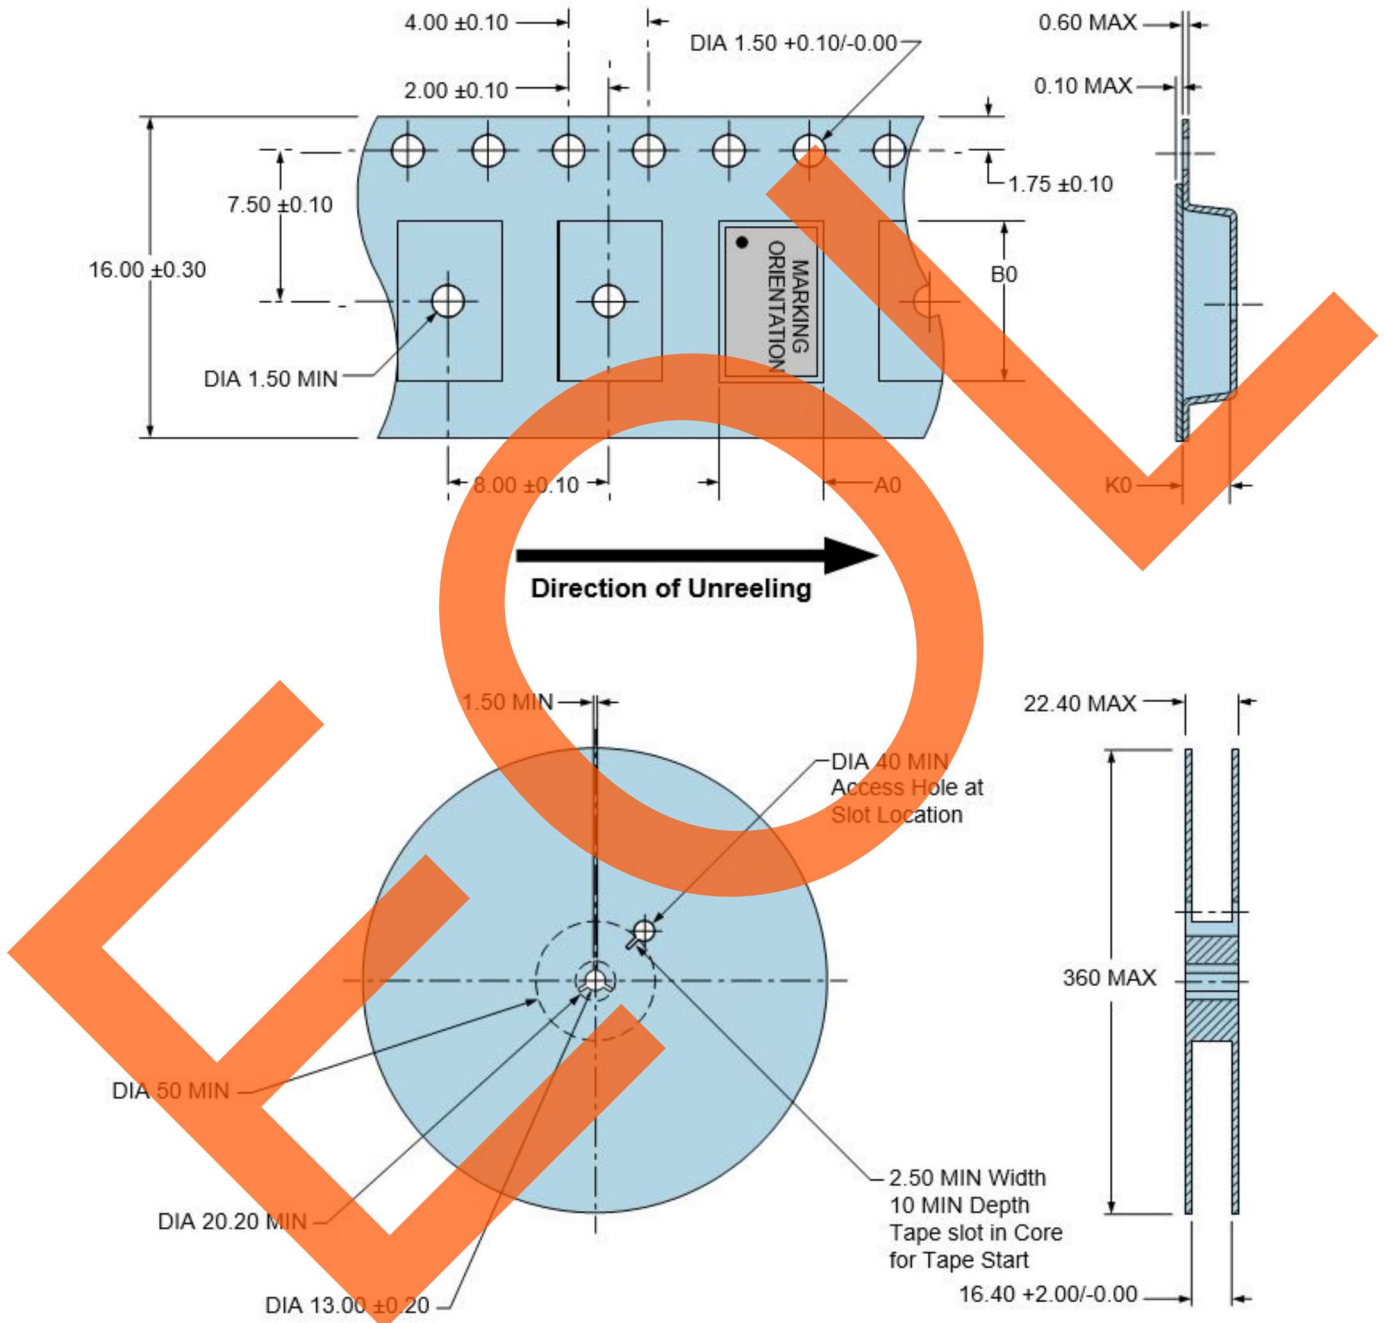 4.00 ±0.10
DIA 1.50 +0.10/-0.00
0.60 MAX
2.00 ±0.10
0.10 MAX
1.75 ±0.10
7.50 ±0.10
16.00 ±0.30
MARKING
ORIENTATION
B0
DIA 1.50 MIN
8.00 ±0.10
A0
K0
Direction of Unreeling
1.50 MIN
22.40 MAX
DIA 40 MIN
Access Hole at
Slot Location
360 MAX
DIA 50 MIN
2.50 MIN Width
10 MIN Depth
Tape slot in Core
for Tape Start
DIA 20.20 MIN
16.40 +2.00/-0.00
DIA 13.00 ±0.20
EOL